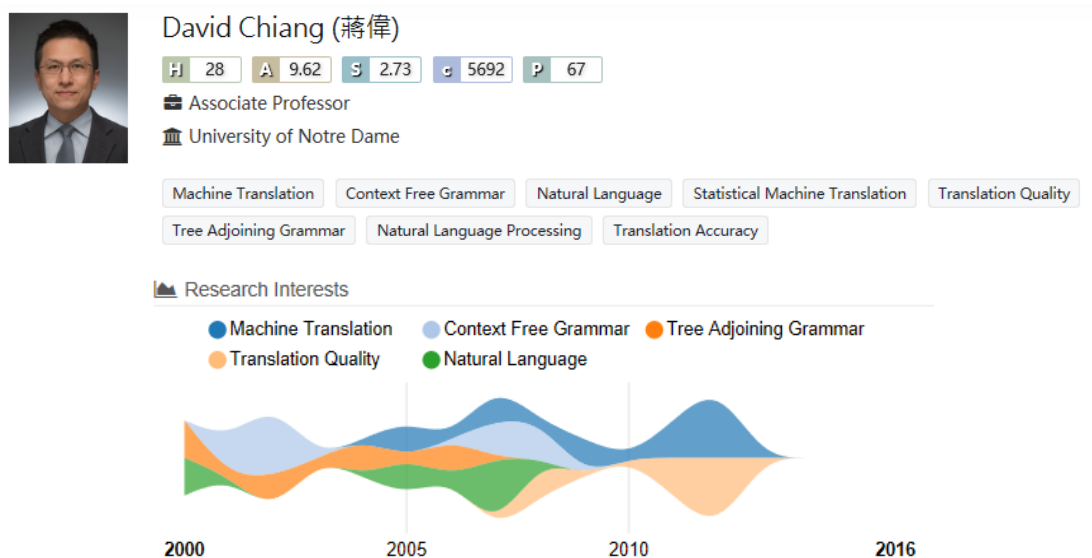 David Chiang (蔣偉)
H 28 A 9.62 S 2.73 c 5692 P 67
Associate Professor
University of Notre Dame
Machine Translation Context Free Grammar Natural Language Statistical Machine Translation Translation Quality
Tree Adjoining Grammar Natural Language Processing Translation Accuracy
Research Interests
Machine Translation Context Free Grammar Tree Adjoining Grammar
Translation Quality Natural Language
2000 2005 2010 2016